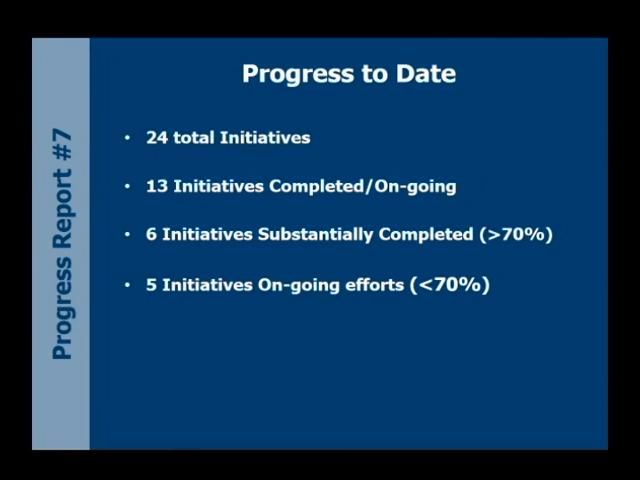 Progress to Date
Progress Report #7
• 24 total Initiatives
• 13 Initiatives Completed/On-going
• 6 Initiatives Substantially Completed (>70%)
• 5 Initiatives On-going efforts (<70%)